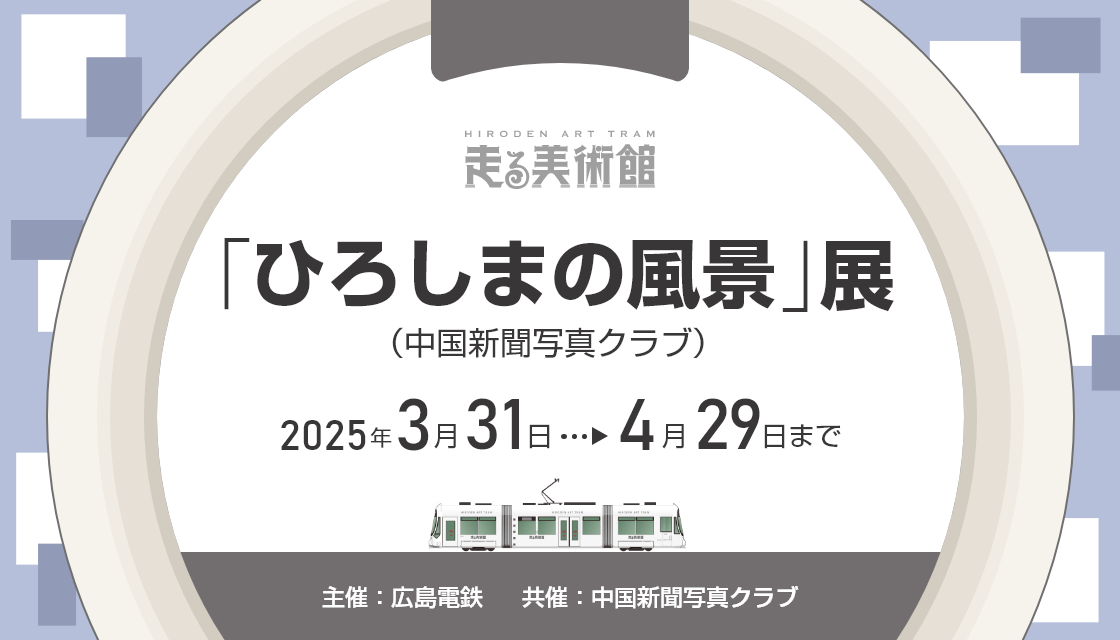 HIRODEN ART TRAM
走る美術館
「ひろしまの風景」展
（中国新聞写真クラブ）
2025年3月31日…▶4月29日まで
主催：広島電鉄　共催：中国新聞写真クラブ